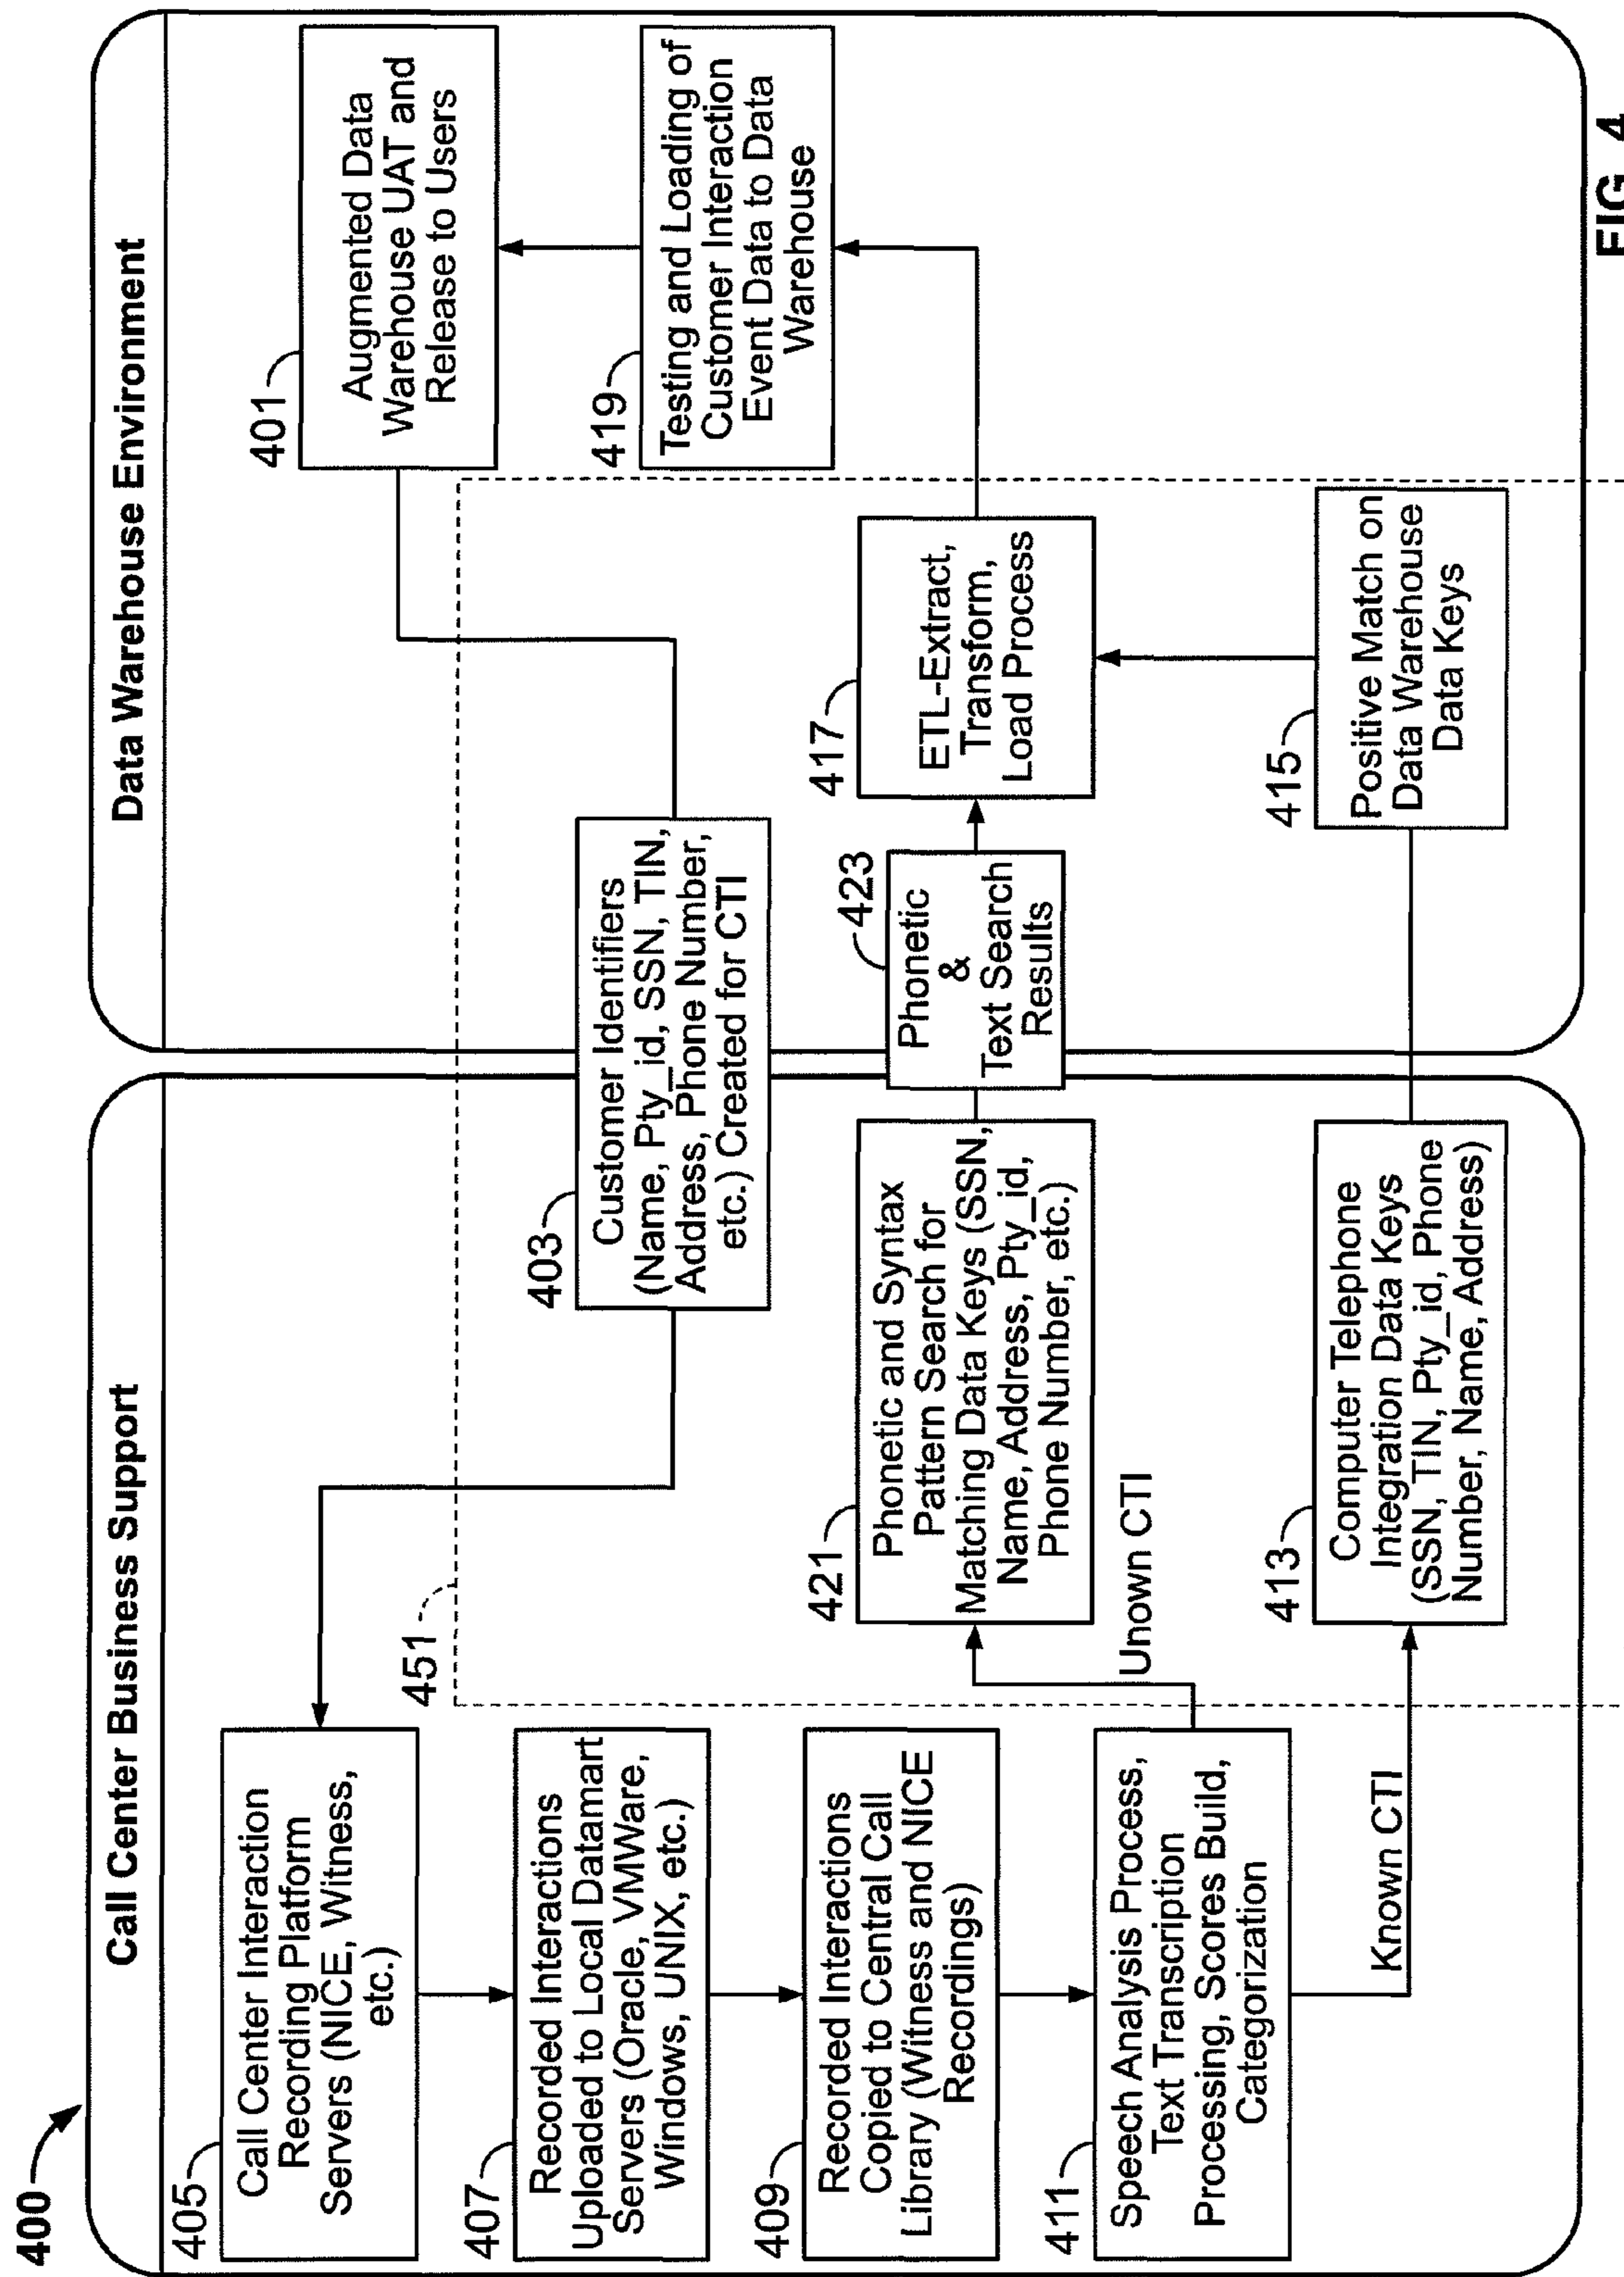 400
Call Center Business Support
405
Call Center Interaction
Recording Platform
Servers (NICE, Witness,
etc.)
407
Recorded Interactions
Uploaded to Local Datamart
Servers (Oracle, VMWare,
Windows, UNIX, etc.)
409
Recorded Interactions
Copied to Central Call
Library (Witness and NICE
Recordings)
411
Speech Analysis Process,
Text Transcription
Processing, Scores Build,
Categorization
451
403
Customer Identifiers
(Name, Pty_id, SSN, TIN,
Address, Phone Number,
etc.) Created for CTI
421
Phonetic and Syntax
Pattern Search for
Matching Data Keys (SSN,
Name, Address, Pty_id,
Phone Number, etc.)
Unown CTI
413
Computer Telephone
Integration Data Keys
(SSN, TIN, Pty_id, Phone
Number, Name, Address)
Known CTI
Data Warehouse Environment
423
Phonetic
&
Text Search
Results
417
ETL-Extract,
Transform,
Load Process
415
Positive Match on
Data Warehouse
Data Keys
401
Augmented Data
Warehouse UAT and
Release to Users
419
Testing and Loading of
Customer Interaction
Event Data to Data
Warehouse
FIG. 4